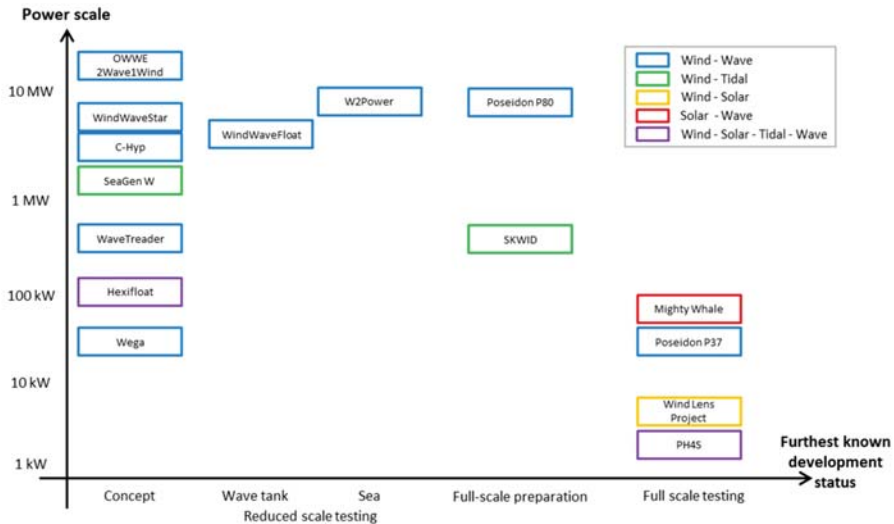 Power scale
OWWE
2Wave1Wind
10 MW
W2Power
Poseidon P80
WindWaveStar
WindWaveFloat
C-Hyp
SeaGen W
1 MW
WaveTreader
SKWID
Hexifloat
100 kW
Mighty Whale
Wega
Poseidon P37
10 kW
Wind Lens
Project
PH4S
1 kW
Wind - Wave
Wind - Tidal
Wind - Solar
Solar - Wave
Wind - Solar - Tidal - Wave
Furthest known
development
status
Concept
Wave tank
Sea
Full-scale preparation
Full scale testing
Reduced scale testing